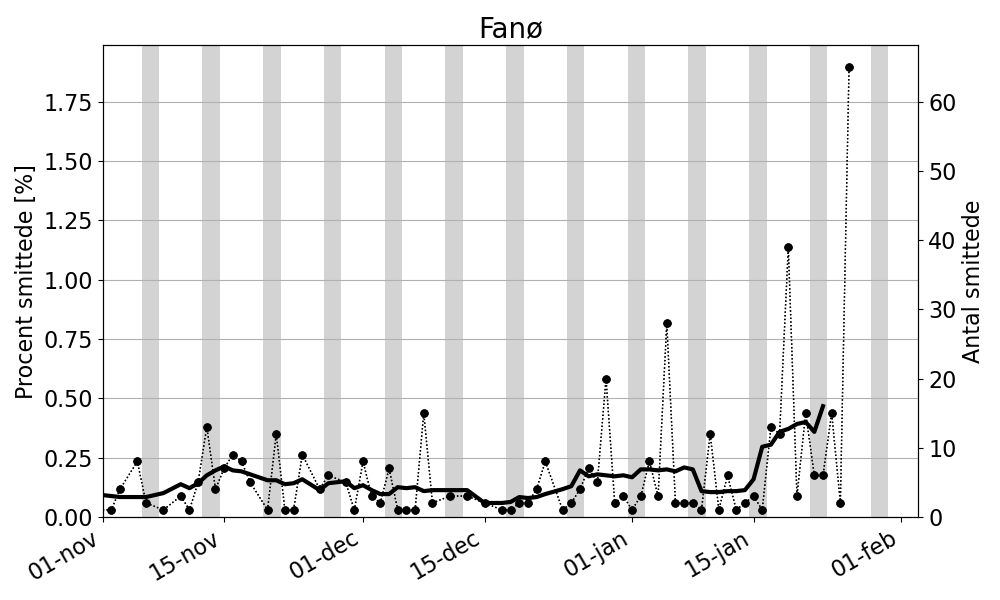 Fanø
Procent smittede [%]
1.75
1.50
1.25
1.00
0.75
0.50
0.25
0.00
60
50
40
30
20
10
0
Antal smittede
01-nov
15-nov
01-dec
15-dec
01-jan
15-jan
01-feb